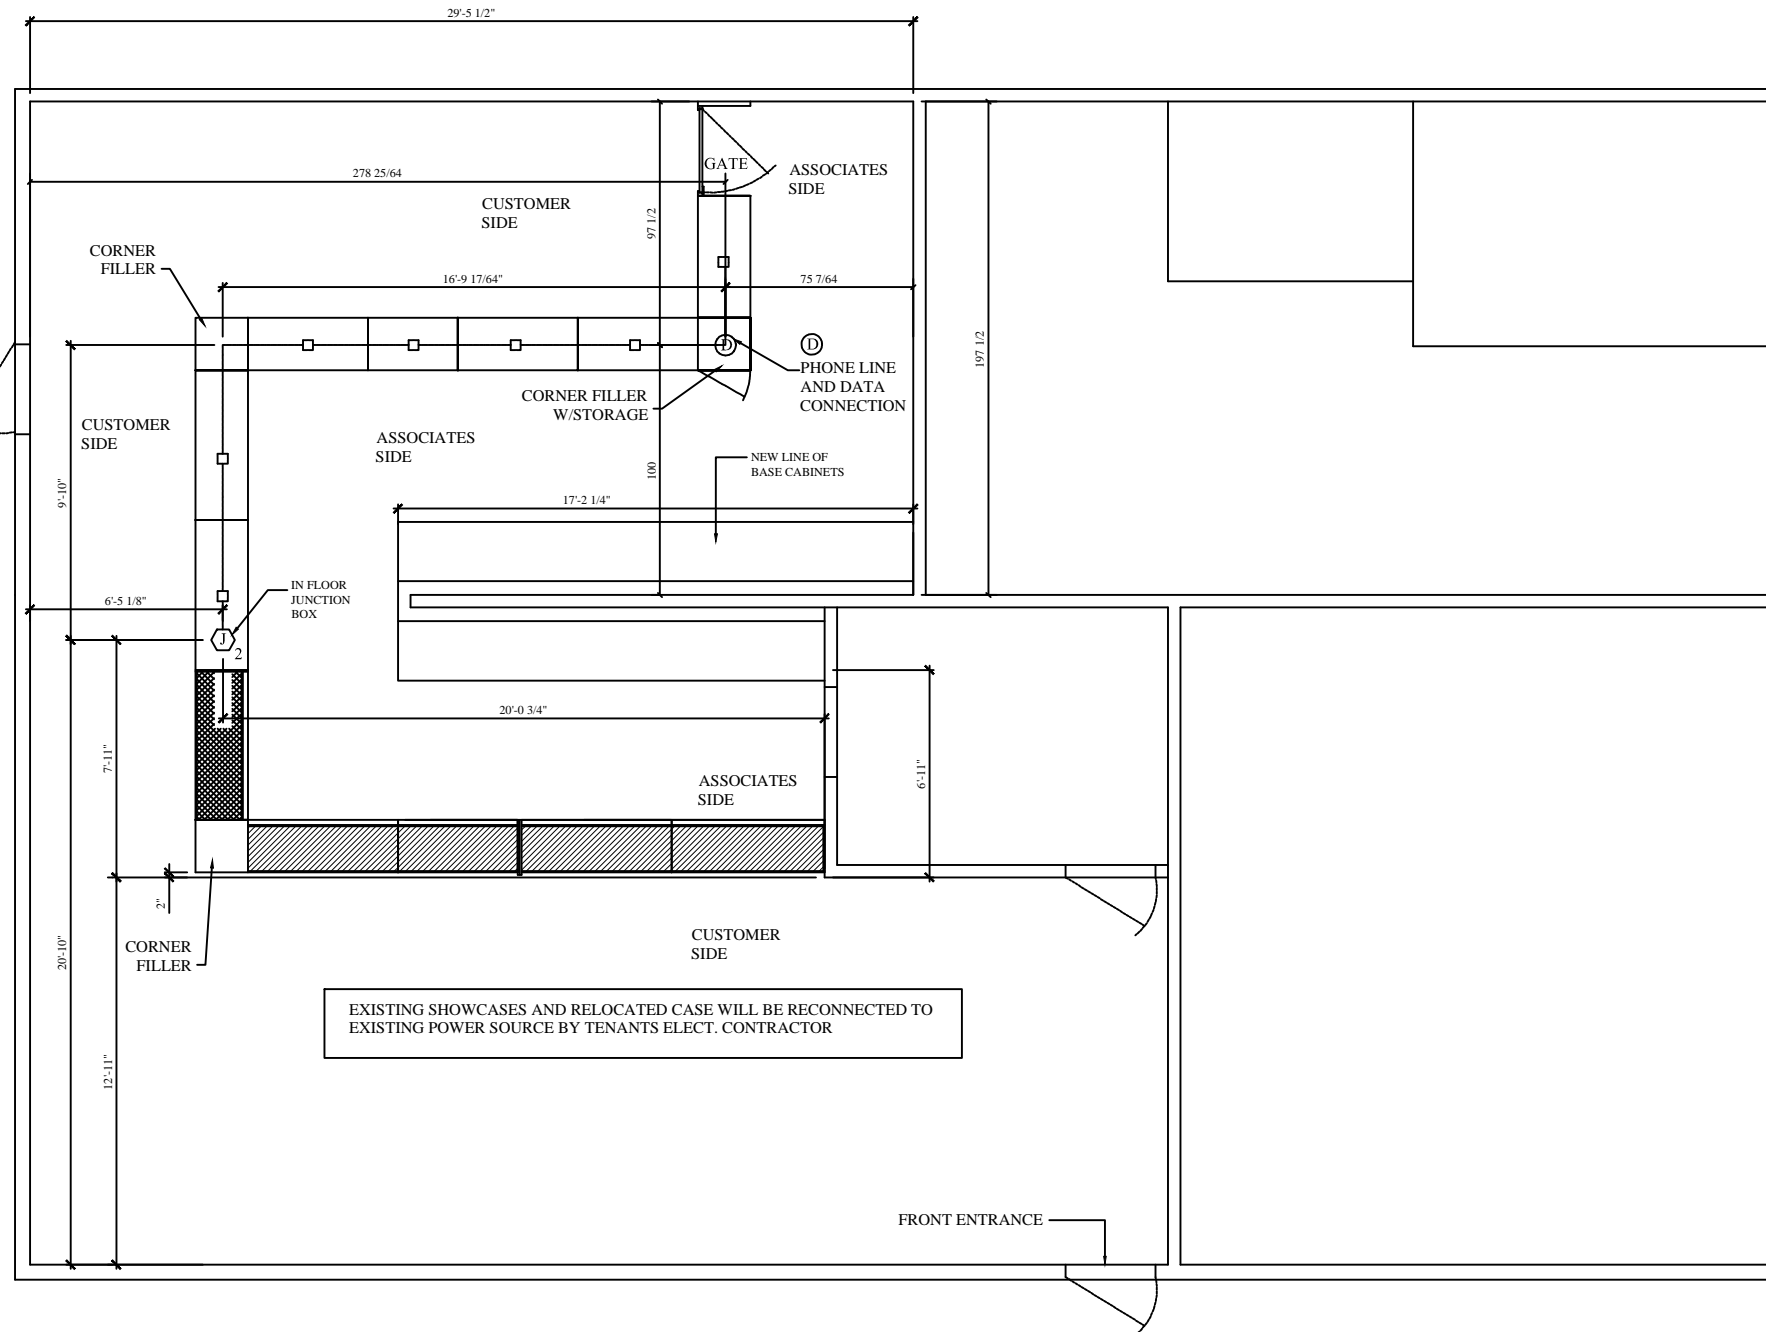 29'-5 1/2"
GATE
ASSOCIATES
SIDE
278 25/64
CUSTOMER
SIDE
97 1/2
CORNER
FILLER
16'-9 17/64"
75 7/64
197 1/2
D
D
PHONE LINE
AND DATA
CONNECTION
CORNER FILLER
W/STORAGE
CUSTOMER
SIDE
ASSOCIATES
SIDE
NEW LINE OF
BASE CABINETS
100
9'-10"
17'-2 1/4"
IN FLOOR
JUNCTION
BOX
6'-5 1/8"
J
2
20'-0 3/4"
7'-11"
ASSOCIATES
SIDE
6'-11"
2"
CORNER
FILLER
20'-10"
CUSTOMER
SIDE
EXISTING SHOWCASES AND RELOCATED CASE WILL BE RECONNECTED TO
EXISTING POWER SOURCE BY TENANTS ELECT. CONTRACTOR
12'-11"
FRONT ENTRANCE